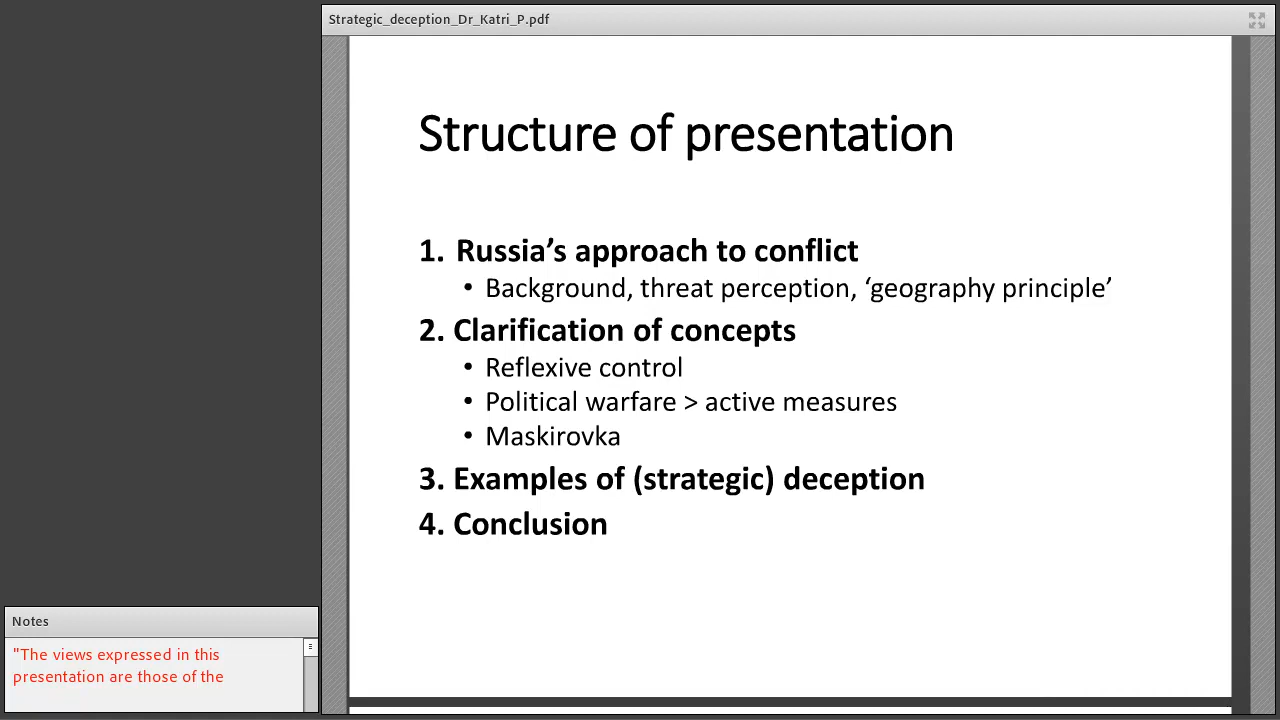 Strategic_deception_Dr_Katri_P.pdf
Structure of presentation
1. Russia’s approach to conflict
• Background, threat perception, ‘geography principle’
2. Clarification of concepts
• Reflexive control
• Political warfare > active measures
• Maskirovka
3. Examples of (strategic) deception
4. Conclusion
Notes
"The views expressed in this
presentation are those of the